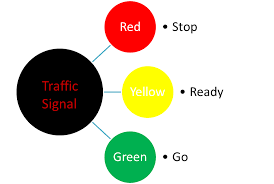 Red
• Stop
Traffic
Signal
Yellow
• Ready
Green
• Go